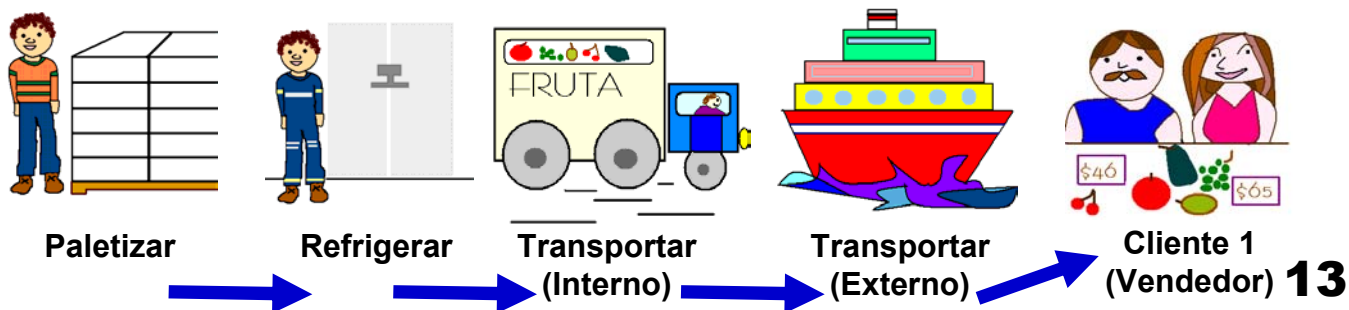 FRUTA
$46
$65
Paletizar
Refrigerar
Transportar
(Interno)
Transportar
(Externo)
Cliente 1
(Vendedor)
13